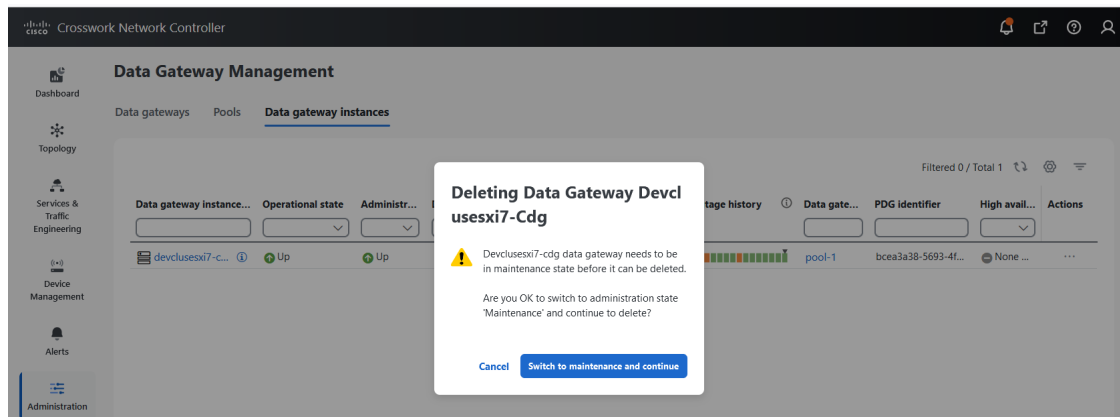 CISCO Crosswork Network Controller
Dashboard
Topology
Services &
Traffic
Engineering
Device
Management
Alerts
Administration
Data Gateway Management
Data gateways Pools Data gateway instances
Filtered 0 / Total 1
Data gateway instance... Operational state Administr... tage history Data gate... PDG identifier High avail... Actions
devclusesxi7-c... Up Up pool-1 bcea3a38-5693-4f... None ... ...
Deleting Data Gateway Devcl
usesxi7-Cdg
Devclusesxi7-cdg data gateway needs to be
in maintenance state before it can be deleted.
Are you OK to switch to administration state
'Maintenance' and continue to delete?
Cancel Switch to maintenance and continue